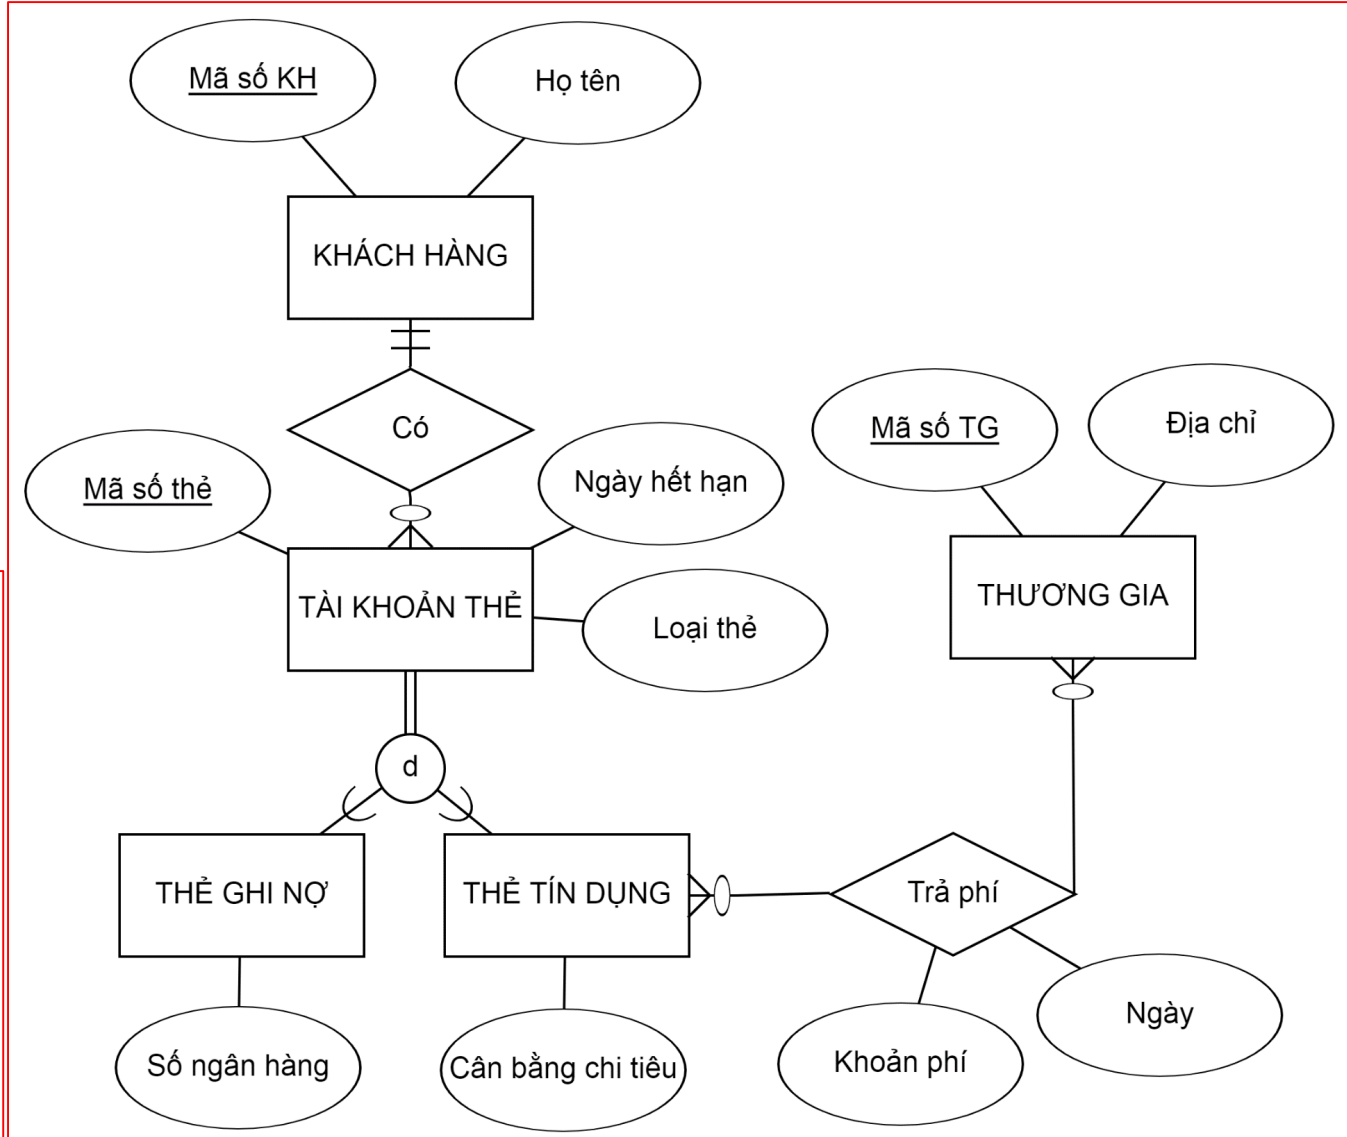 Mã số KH
Họ tên
KHÁCH HÀNG
Có
Mã số TG
Địa chỉ
Mã số thẻ
Ngày hết hạn
TÀI KHOẢN THẺ
THƯƠNG GIA
Loại thẻ
d
THẺ GHI NỢ
THẺ TÍN DỤNG
Trả phí
Số ngân hàng
Cân bằng chi tiêu
Khoản phí
Ngày